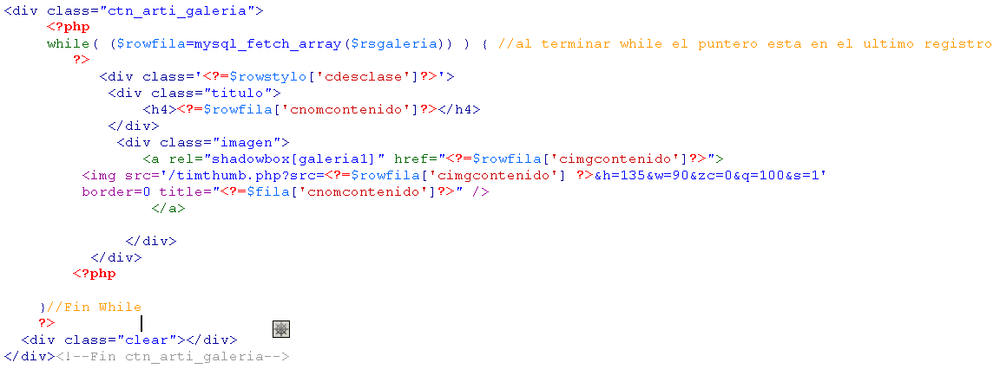 <div class="ctn_arti_galeria">
<?php
while( ($rowfila=mysql_fetch_array($rsgaleria)) ) { //al terminar while el puntero esta en el ultimo registro
?>
<div class='<?=$rowstylo['cdesclase']?>'>
<div class="titulo">
<h4><?=$rowfila['cnomcontenido']?></h4>
</div>
<div class="imagen">
<a rel="shadowbox[galeria1]" href="<?=$rowfila['cimgcontenido']?>">
<img src='/timthumb.php?src=<?=$rowfila['cimgcontenido'] ?>&h=135&w=90&zc=0&q=100&s=1'
border=0 title="<?=$fila['cnomcontenido']?>" />
</a>
</div>
</div>
<?php
}//Fin While
?>
<div class="clear"></div>
</div><!--Fin ctn_arti_galeria-->